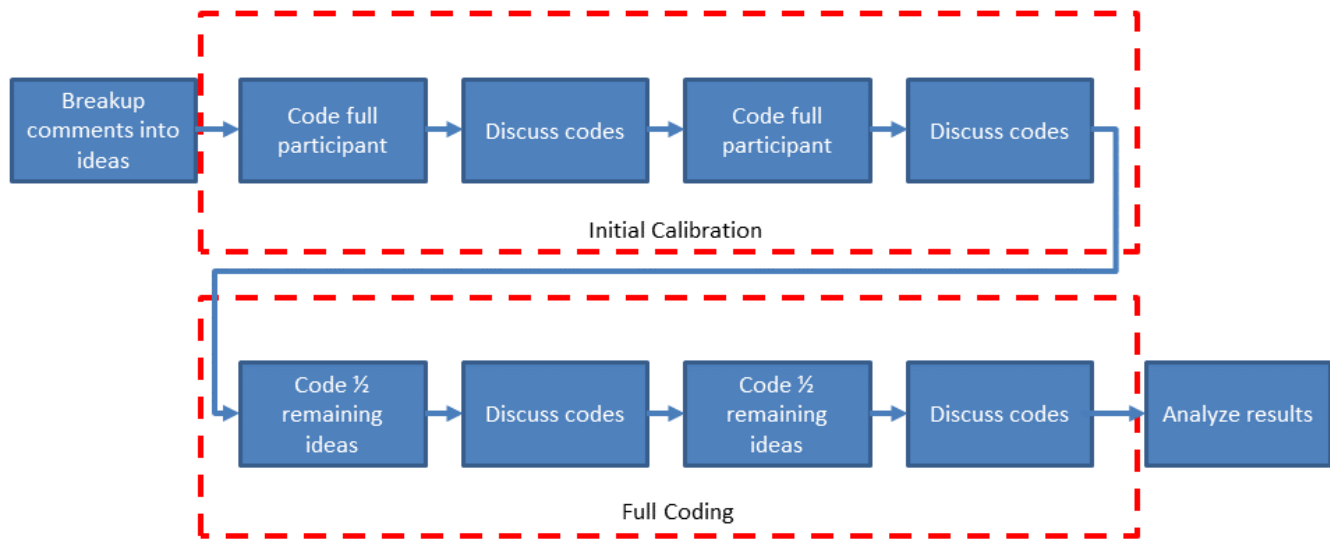 Breakup
comments into
ideas
Code full
participant
Discuss codes
Code full
participant
Discuss codes
Initial Calibration
Code ½
remaining
ideas
Discuss codes
Code ½
remaining
ideas
Discuss codes
Analyze results
Full Coding